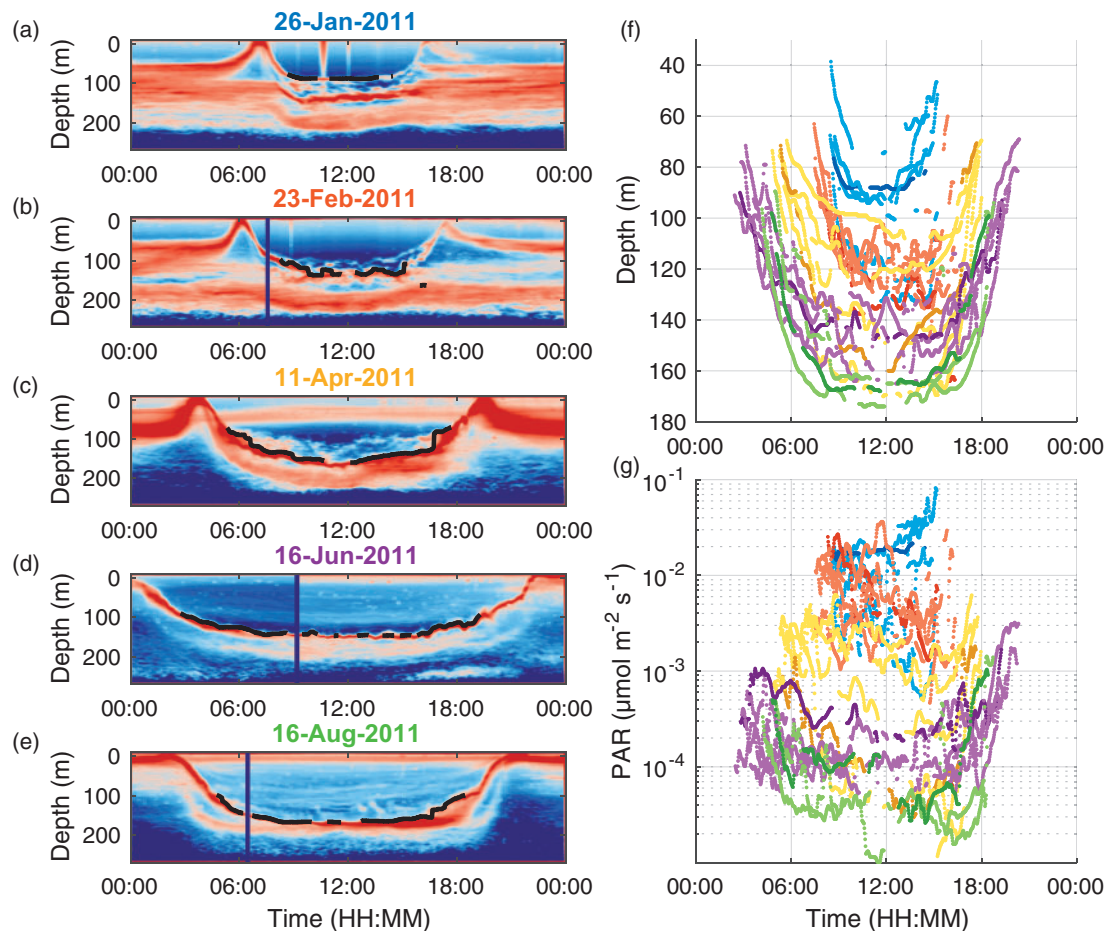 (a) 26-Jan-2011
Depth (m)
0
100
200
00:00 06:00 12:00 18:00 00:00
(b) 23-Feb-2011
Depth (m)
0
100
200
00:00 06:00 12:00 18:00 00:00
(c) 11-Apr-2011
Depth (m)
0
100
200
00:00 06:00 12:00 18:00 00:00
(d) 16-Jun-2011
Depth (m)
0
100
200
00:00 06:00 12:00 18:00 00:00
(e) 16-Aug-2011
Depth (m)
0
100
200
00:00 06:00 12:00 18:00 00:00
Time (HH:MM)
(f)
Depth (m)
40
60
80
100
120
140
160
180
00:00 06:00 12:00 18:00 00:00
(g)
PAR (μmol m⁻² s⁻¹)
10⁻¹
10⁻²
10⁻³
10⁻⁴
00:00 06:00 12:00 18:00 00:00
Time (HH:MM)